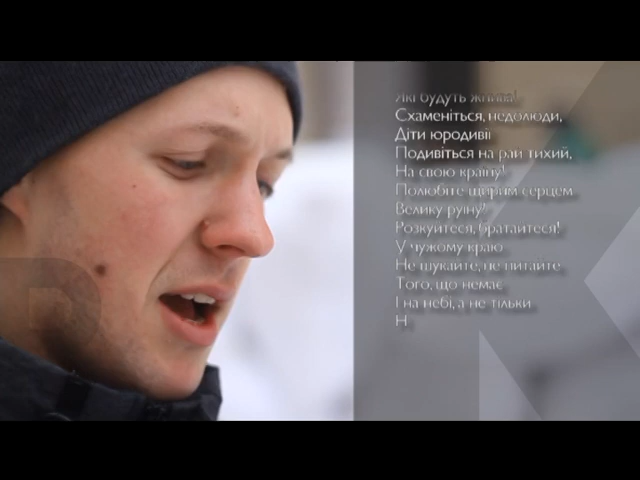 Які будуть жнива!
Схаменіться, недолюди,
Діти юродиві!
Подивіться на рай тихий,
На свою країну!
Полюбіте щирим серцем
Велику руїну!
Розкуйтеся, братайтеся!
У чужому краю
Не шукайте, не питайте
Того, що немає
І на небі, а не тільки
Н